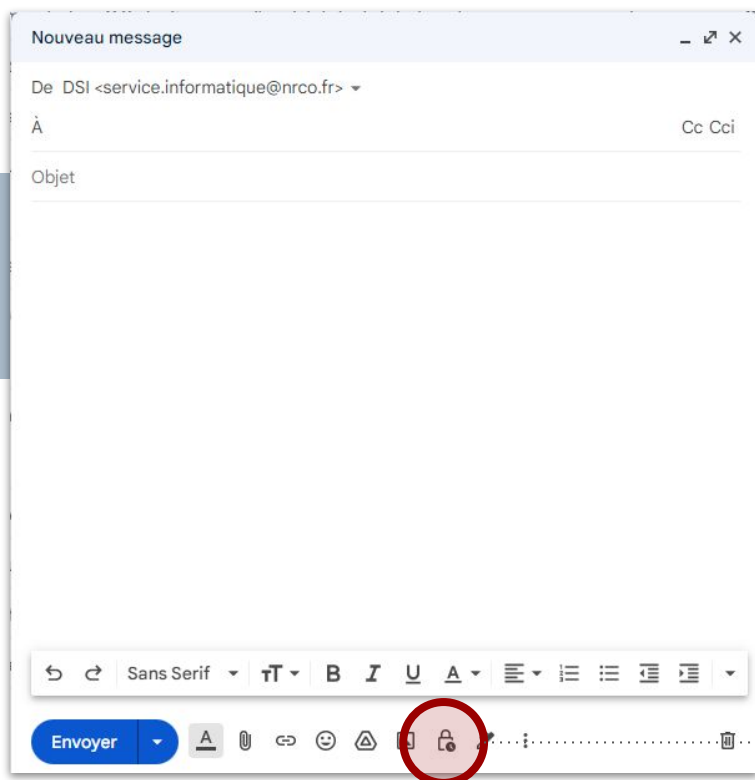 Nouveau message
De DSI <service.informatique@nrco.fr>
À
Cc Cci
Objet
Sans Serif
Envoyer